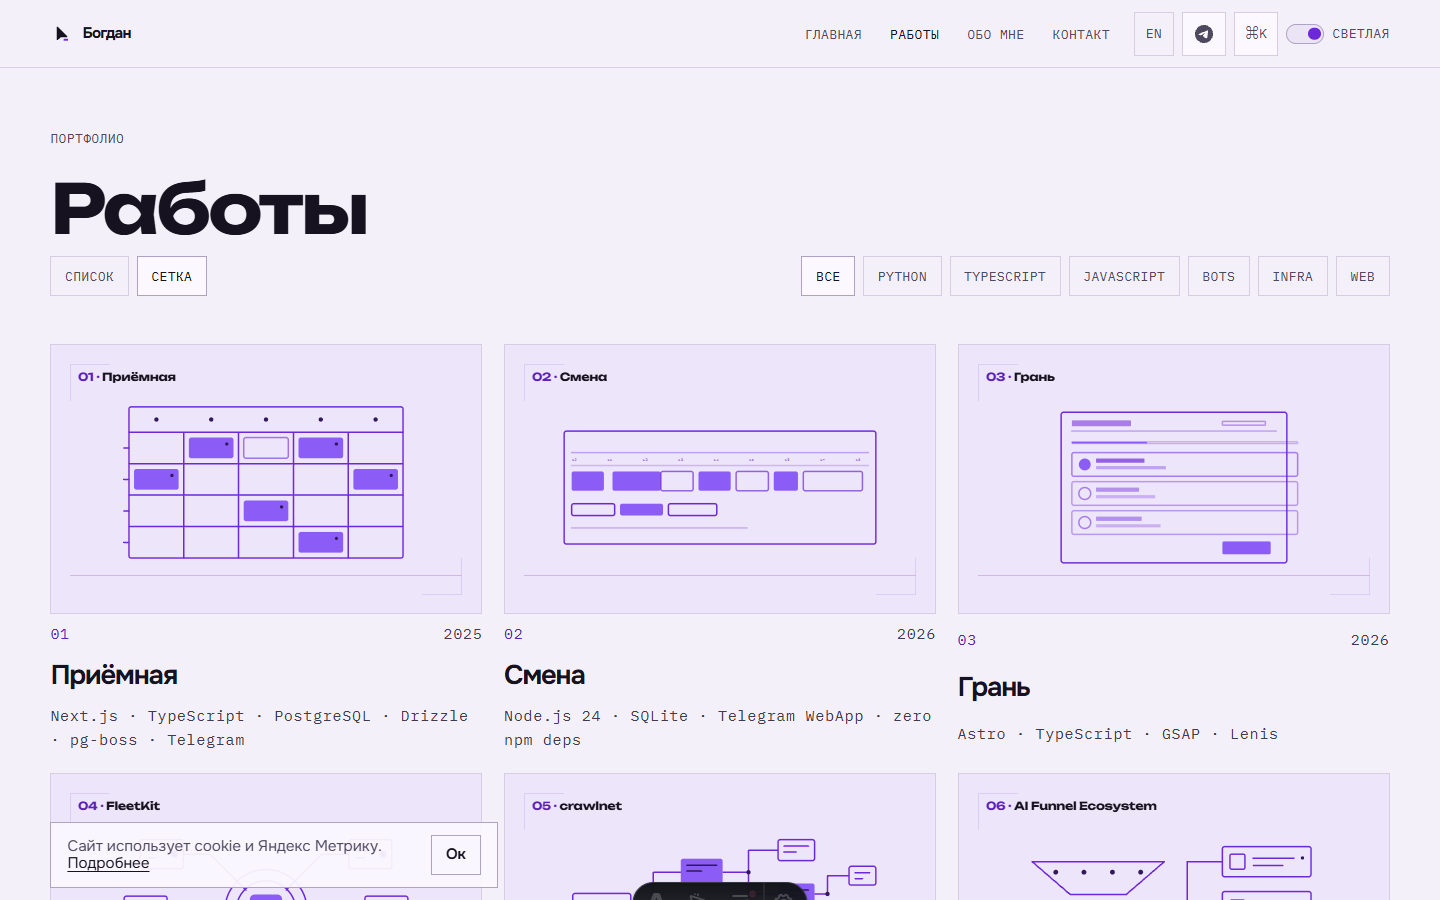 Богдан
ГЛАВНАЯ РАБОТЫ ОБО МНЕ КОНТАКТ EN ⌘K СВЕТЛАЯ
ПОРТФОЛИО
Работы
СПИСОК СЕТКА ВСЕ PYTHON TYPESCRIPT JAVASCRIPT BOTS INFRA WEB
01 · Приёмная
02 · Смена
03 · Грань
01 2025
Приёмная
Next.js · TypeScript · PostgreSQL · Drizzle
· pg-boss · Telegram
02 2026
Смена
Node.js 24 · SQLite · Telegram WebApp · zero
npm deps
03 2026
Грань
Astro · TypeScript · GSAP · Lenis
04 · FleetKit
05 · crawlnet
06 · AI Funnel Ecosystem
Сайт использует cookie и Яндекс Метрику.
Подробнее
Ок